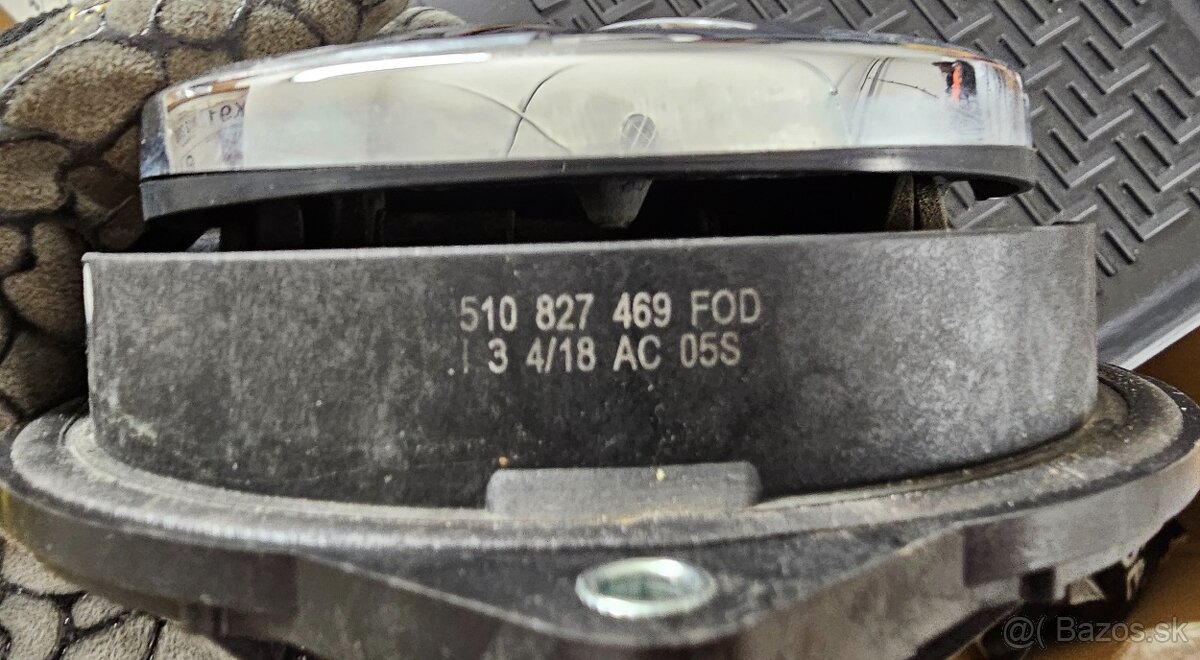 510 827 469 FOD
3 4/18 AC 05S
@( Bazos.sk